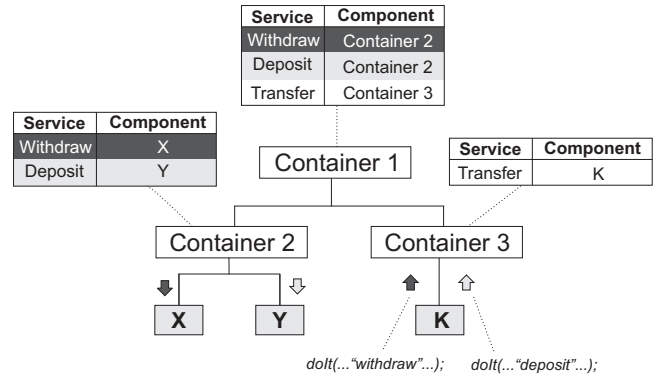 Service Component
Withdraw Container 2
Deposit Container 2
Transfer Container 3
Service Component
Withdraw X
Deposit Y
Service Component
Transfer K
Container 1
Container 2
Container 3
X
Y
K
doIt(...“withdraw”...);
doIt(...“deposit”...);